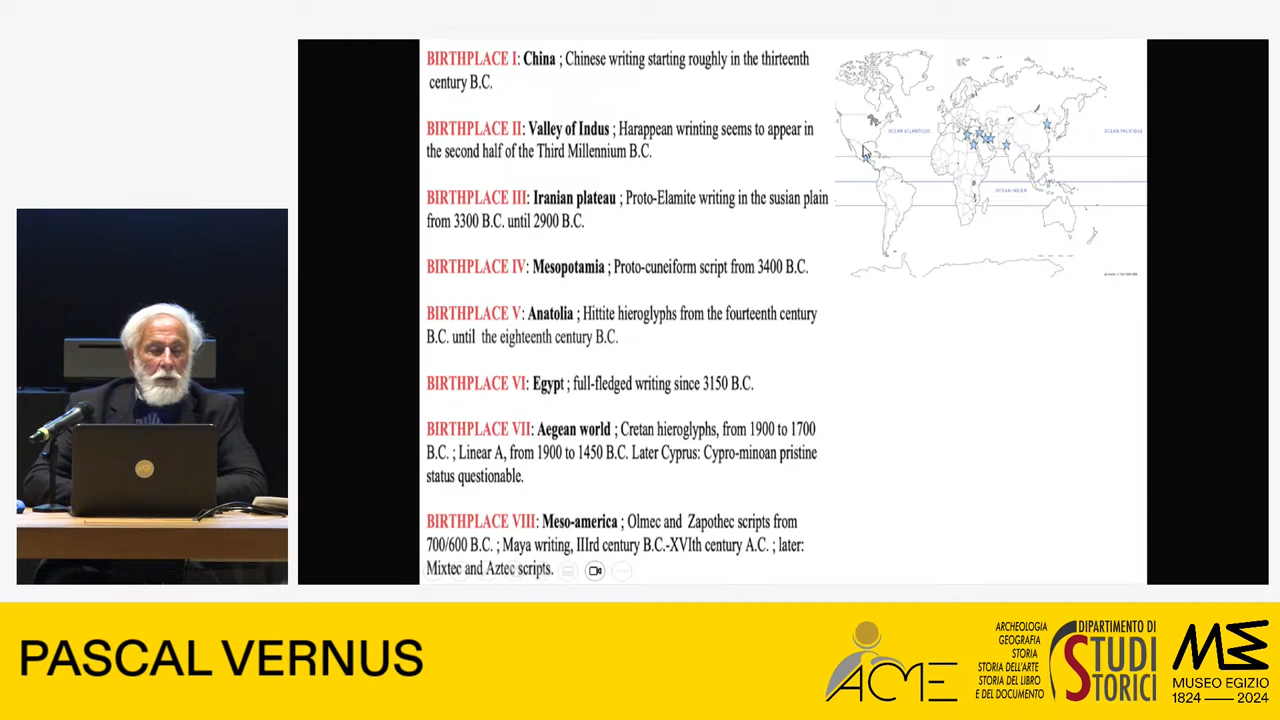 BIRTHPLACE I: China ; Chinese writing starting roughly in the thirteenth
century B.C.
BIRTHPLACE II: Valley of Indus ; Harappean wrinting seems to appear in
the second half of the Third Millennium B.C.
BIRTHPLACE III: Iranian plateau ; Proto-Elamite writing in the susian plain
from 3300 B.C. until 2900 B.C.
BIRTHPLACE IV: Mesopotamia ; Proto-cuneiform script from 3400 B.C.
BIRTHPLACE V: Anatolia ; Hittite hieroglyphs from the fourteenth century
B.C. until the eighteenth century B.C.
BIRTHPLACE VI: Egypt ; full-fledged writing since 3150 B.C.
BIRTHPLACE VII: Aegean world ; Cretan hieroglyphs, from 1900 to 1700
B.C. ; Linear A, from 1900 to 1450 B.C. Later Cyprus: Cypro-minoan pristine
status questionable.
BIRTHPLACE VIII: Meso-america ; Olmec and Zapothec scripts from
700/600 B.C. ; Maya writing, IIIrd century B.C.-XVIth century A.C. ; later:
Mixtec and Aztec scripts.
OCEAN ATLANTIQUE
OCEAN PACIFIQUE
OCEAN INDIEN
PASCAL VERNUS
ACME
ARCHEOLOGIA
GEOGRAFIA
STORIA
STORIA DELL'ARTE
STORIA DEL LIBRO
E DEL DOCUMENTO
DIPARTIMENTO DI
STUDI
STORICI
ME
MUSEO EGIZIO
1824 — 2024